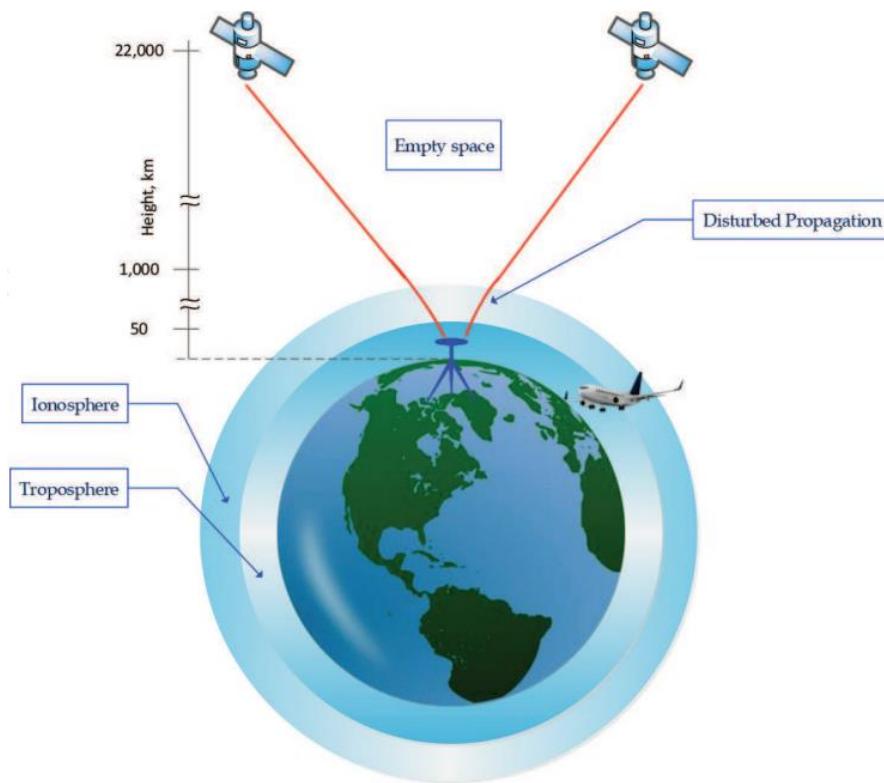 22,000
Empty space
Height, km
Disturbed Propagation
1,000
50
Ionosphere
Troposphere